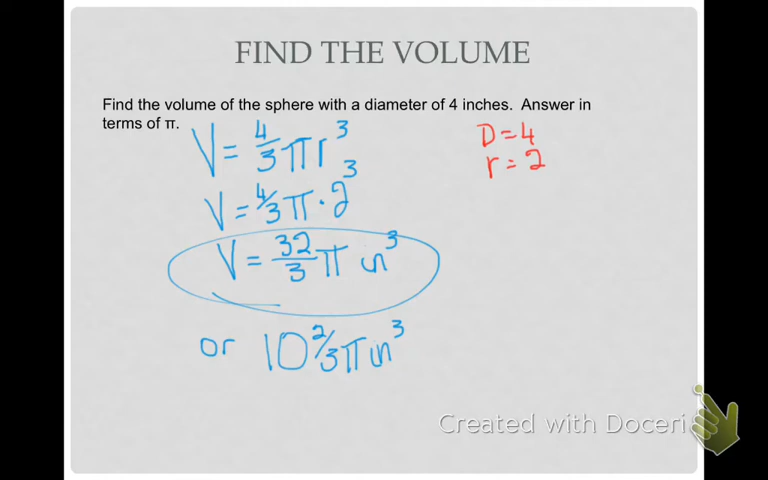 FIND THE VOLUME
Find the volume of the sphere with a diameter of 4 inches. Answer in
terms of π.
D = 4
r = 2
V = 4/3 π r³
V = 4/3 π · 2³
V = 32/3 π in³
or 10 2/3 π in³
Created with Doceri